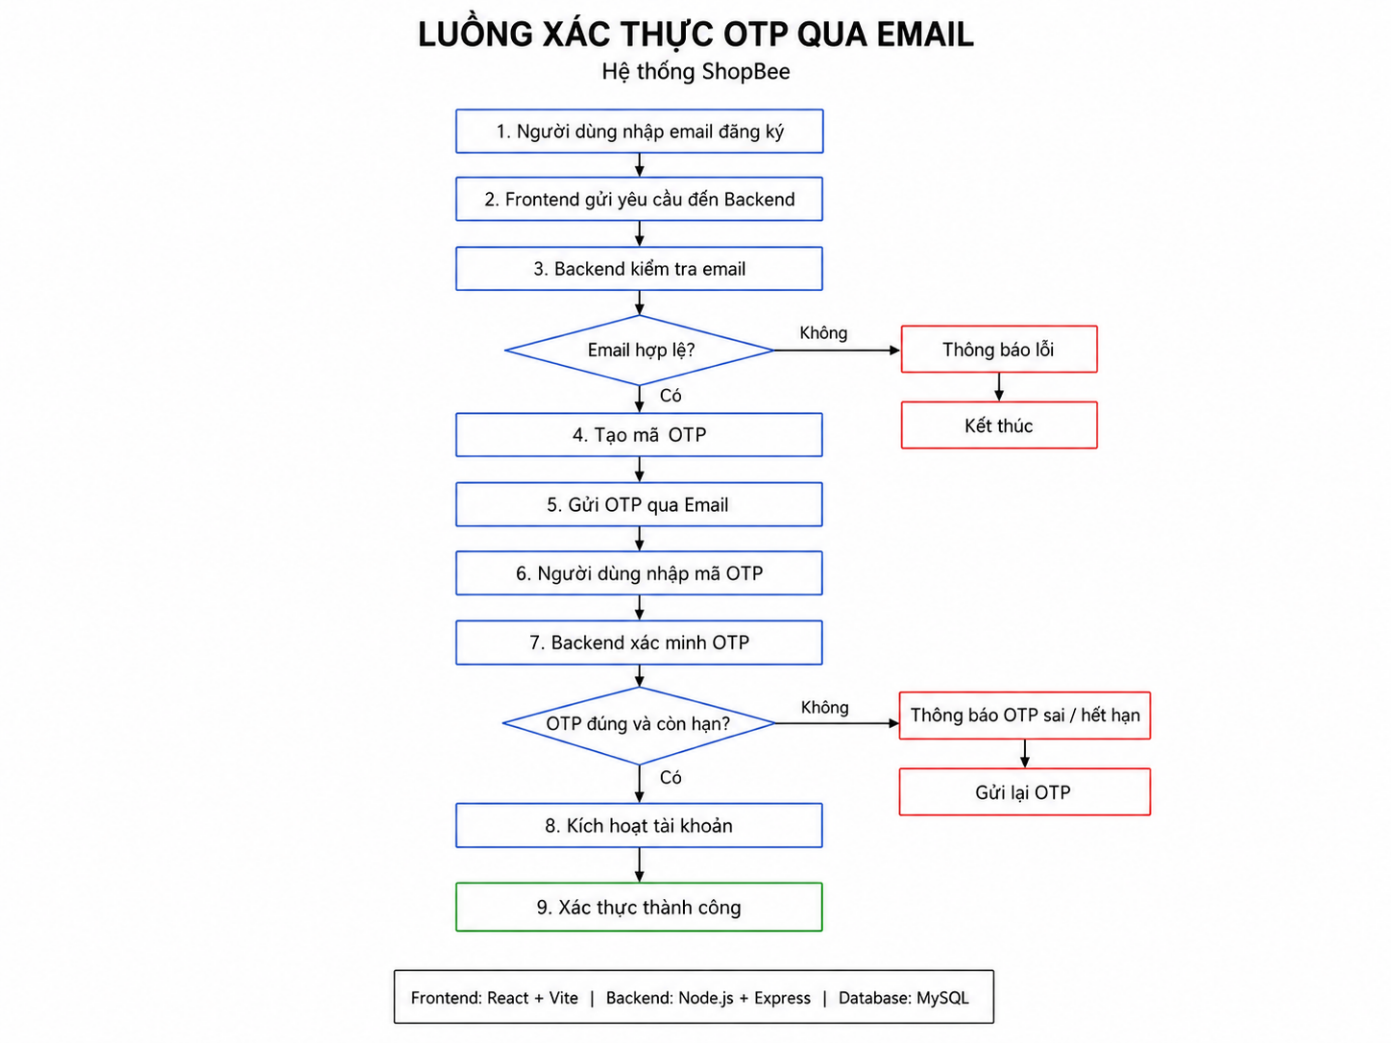 LUỒNG XÁC THỰC OTP QUA EMAIL
Hệ thống ShopBee
1. Người dùng nhập email đăng ký
2. Frontend gửi yêu cầu đến Backend
3. Backend kiểm tra email
Email hợp lệ?
Không
Thông báo lỗi
Kết thúc
Có
4. Tạo mã OTP
5. Gửi OTP qua Email
6. Người dùng nhập mã OTP
7. Backend xác minh OTP
OTP đúng và còn hạn?
Không
Thông báo OTP sai / hết hạn
Gửi lại OTP
Có
8. Kích hoạt tài khoản
9. Xác thực thành công
Frontend: React + Vite | Backend: Node.js + Express | Database: MySQL